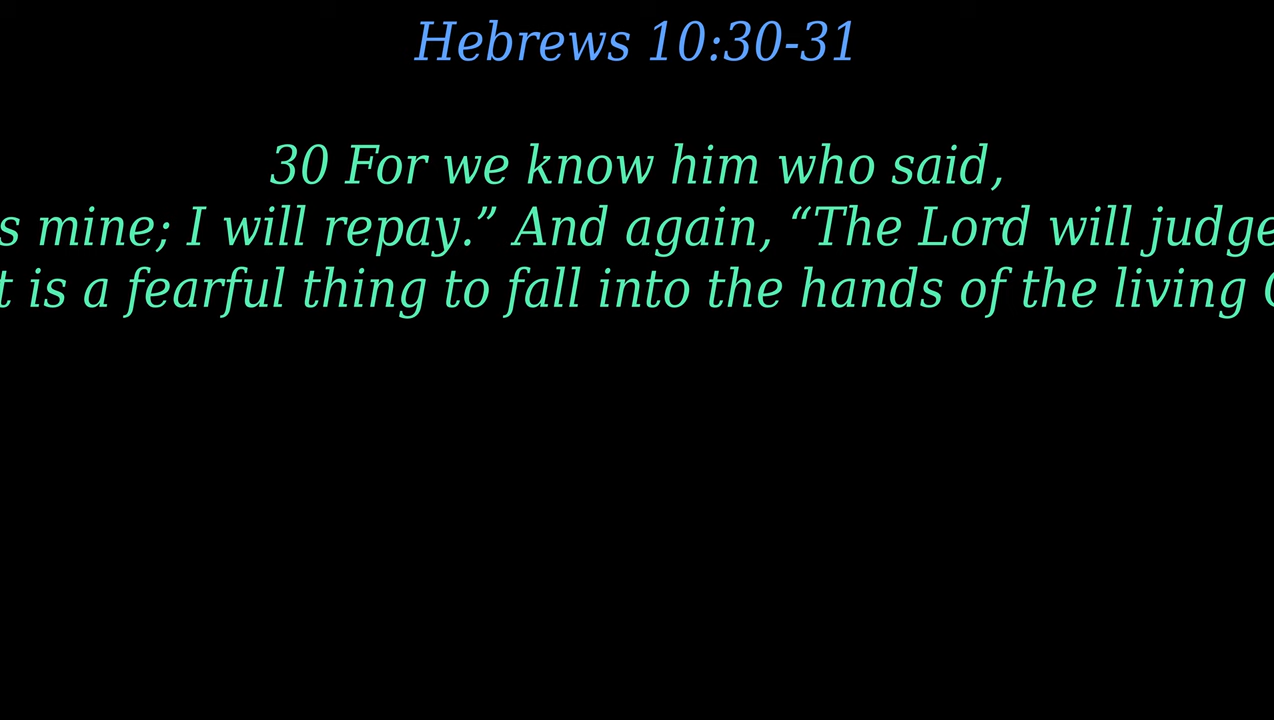 Hebrews 10:30-31
30 For we know him who said,
s mine; I will repay.” And again, “The Lord will judge
t is a fearful thing to fall into the hands of the living